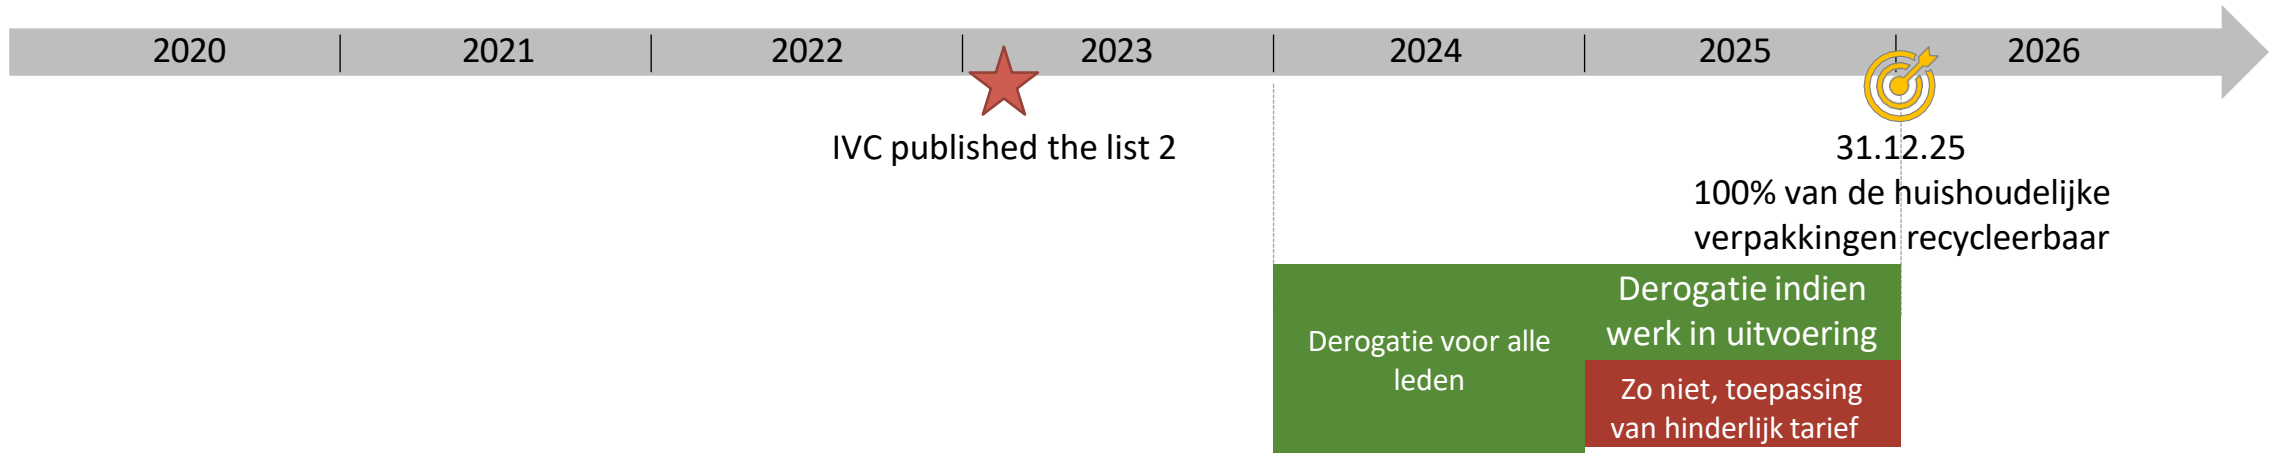 2020 2021 2022 2023 2024 2025 2026
IVC published the list 2
31.12.25
100% van de huishoudelijke
verpakkingen recycleerbaar
Derogatie voor alle
leden
Derogatie indien
werk in uitvoering
Zo niet, toepassing
van hinderlijk tarief